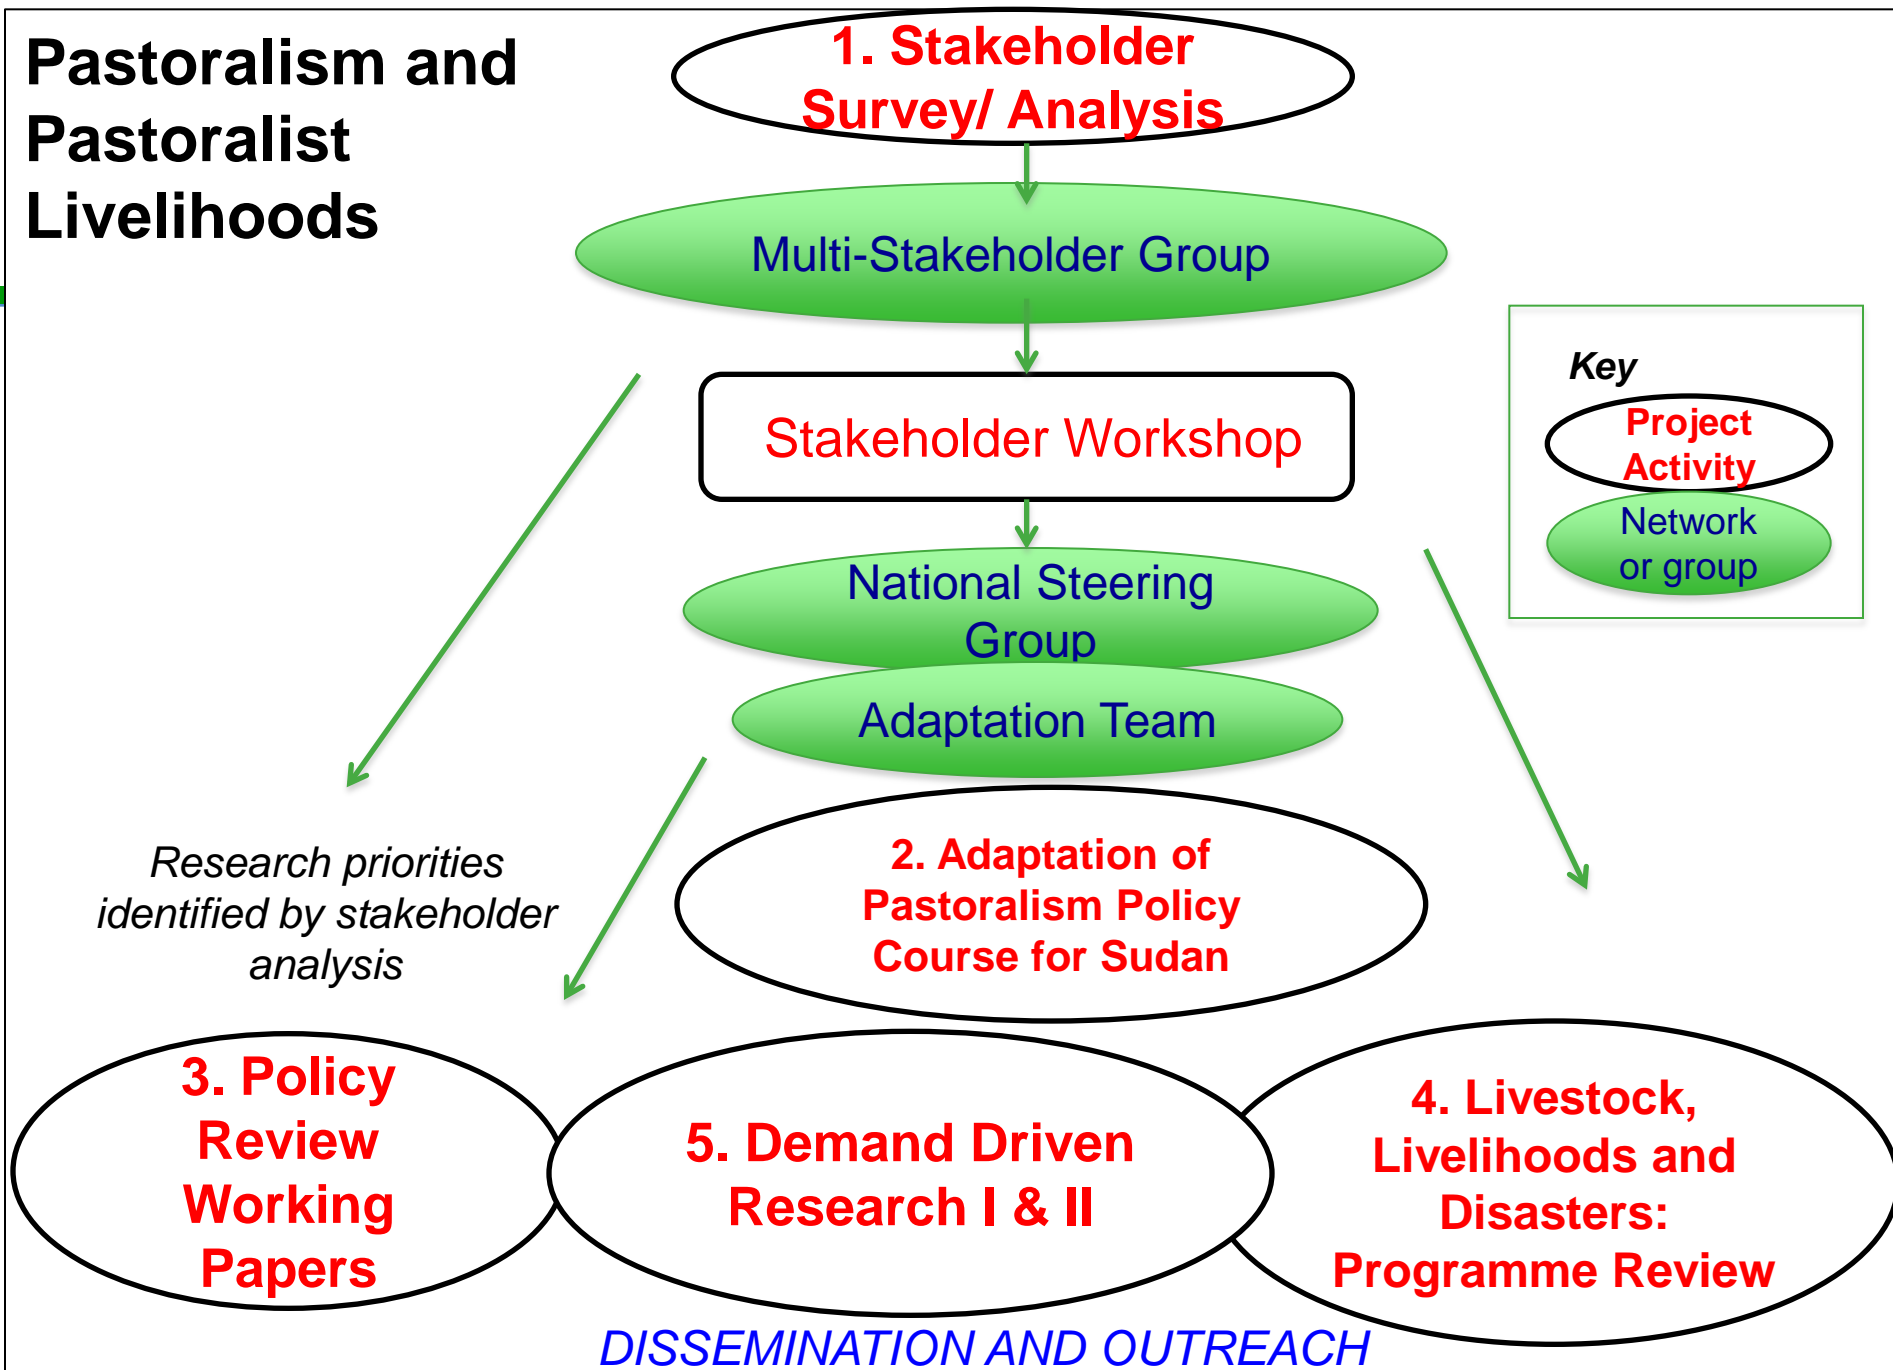 Pastoralism and
Pastoralist
Livelihoods
1. Stakeholder
Survey/ Analysis
Multi-Stakeholder Group
Stakeholder Workshop
Key
Project
Activity
Network
or group
National Steering
Group
Adaptation Team
2. Adaptation of
Pastoralism Policy
Course for Sudan
Research priorities
identified by stakeholder
analysis
3. Policy
Review
Working
Papers
5. Demand Driven
Research I & II
4. Livestock,
Livelihoods and
Disasters:
Programme Review
DISSEMINATION AND OUTREACH